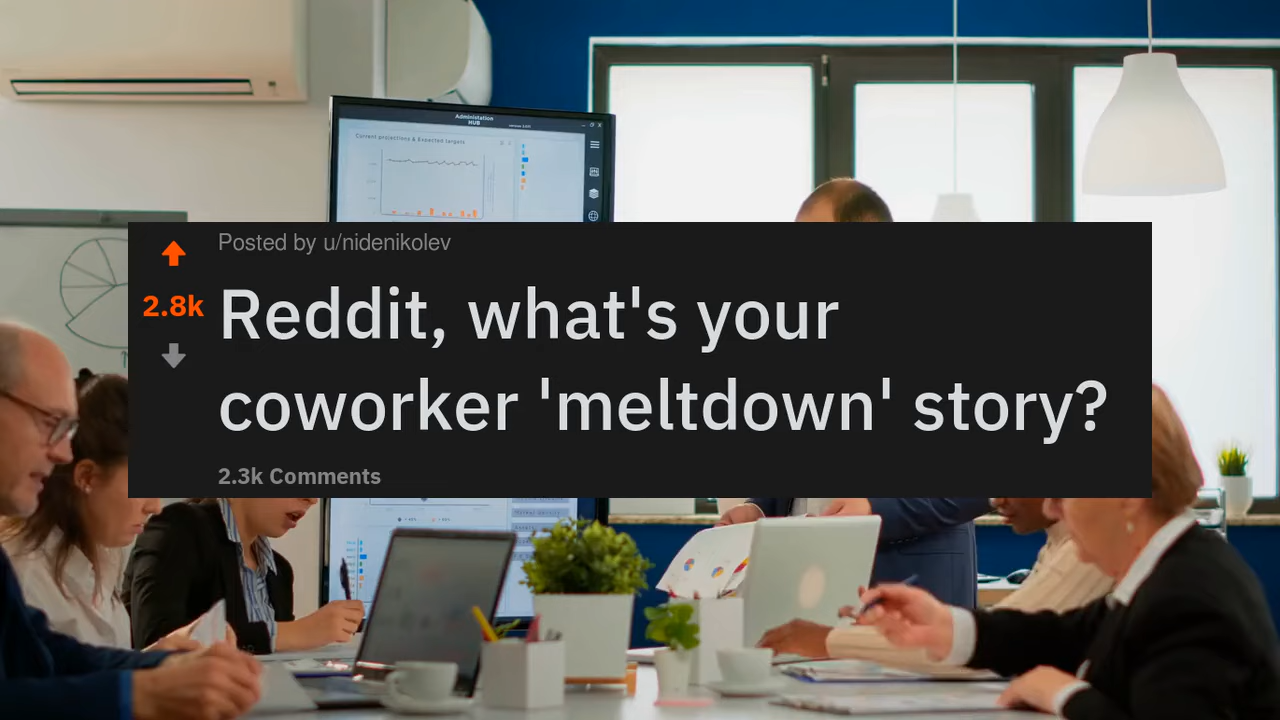 Administation
HUB
Current projections & Expected targets
Posted by u/nidenikolev
2.8k
Reddit, what's your
coworker 'meltdown' story?
2.3k Comments